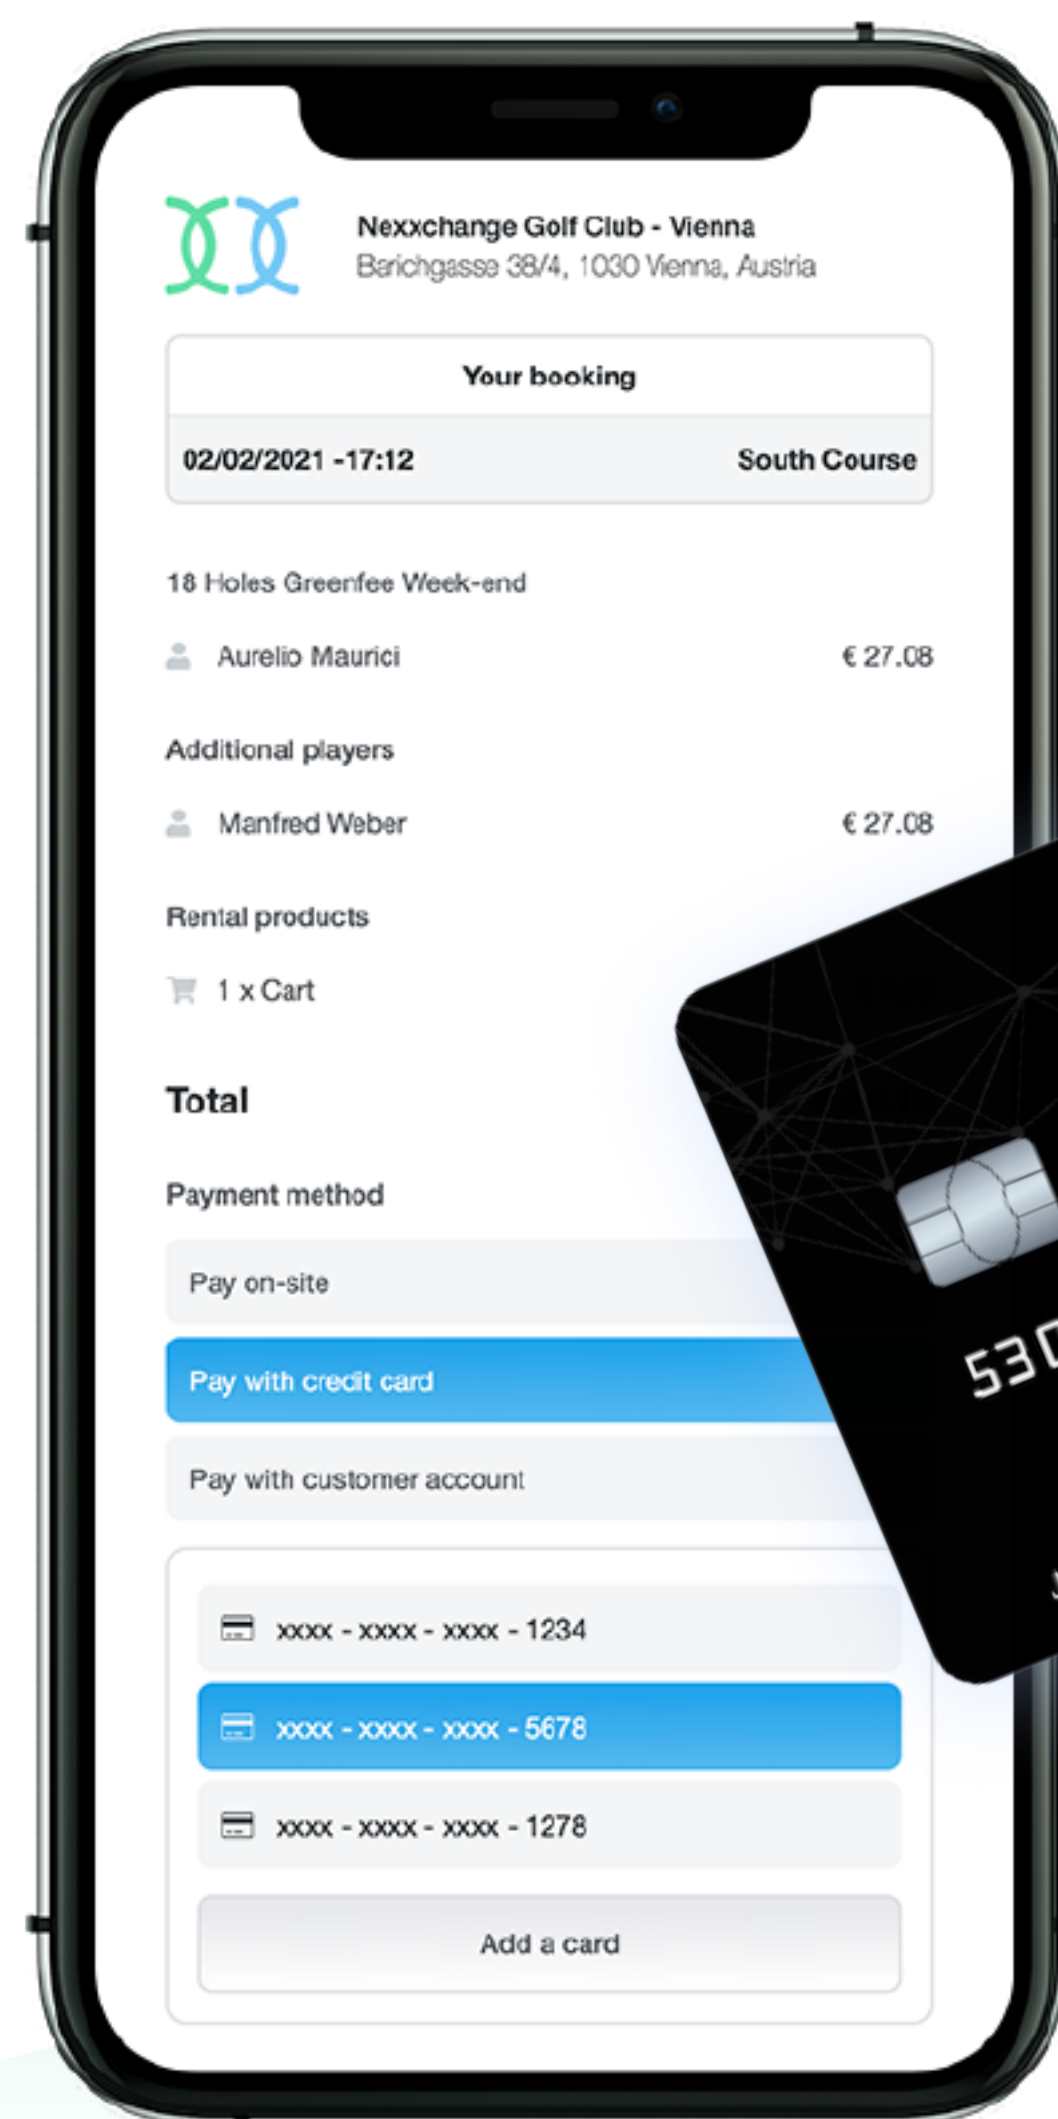 Nexxchange Golf Club - Vienna
Barichgasse 38/4, 1030 Vienna, Austria
Your booking
02/02/2021 -17:12 South Course
18 Holes Greenfee Week-end
Aurelio Maurici € 27.08
Additional players
Manfred Weber € 27.08
Rental products
1 x Cart
Total
Payment method
Pay on-site
Pay with credit card
Pay with customer account
xxxx - xxxx - xxxx - 1234
xxxx - xxxx - xxxx - 5678
xxxx - xxxx - xxxx - 1278
Add a card
530